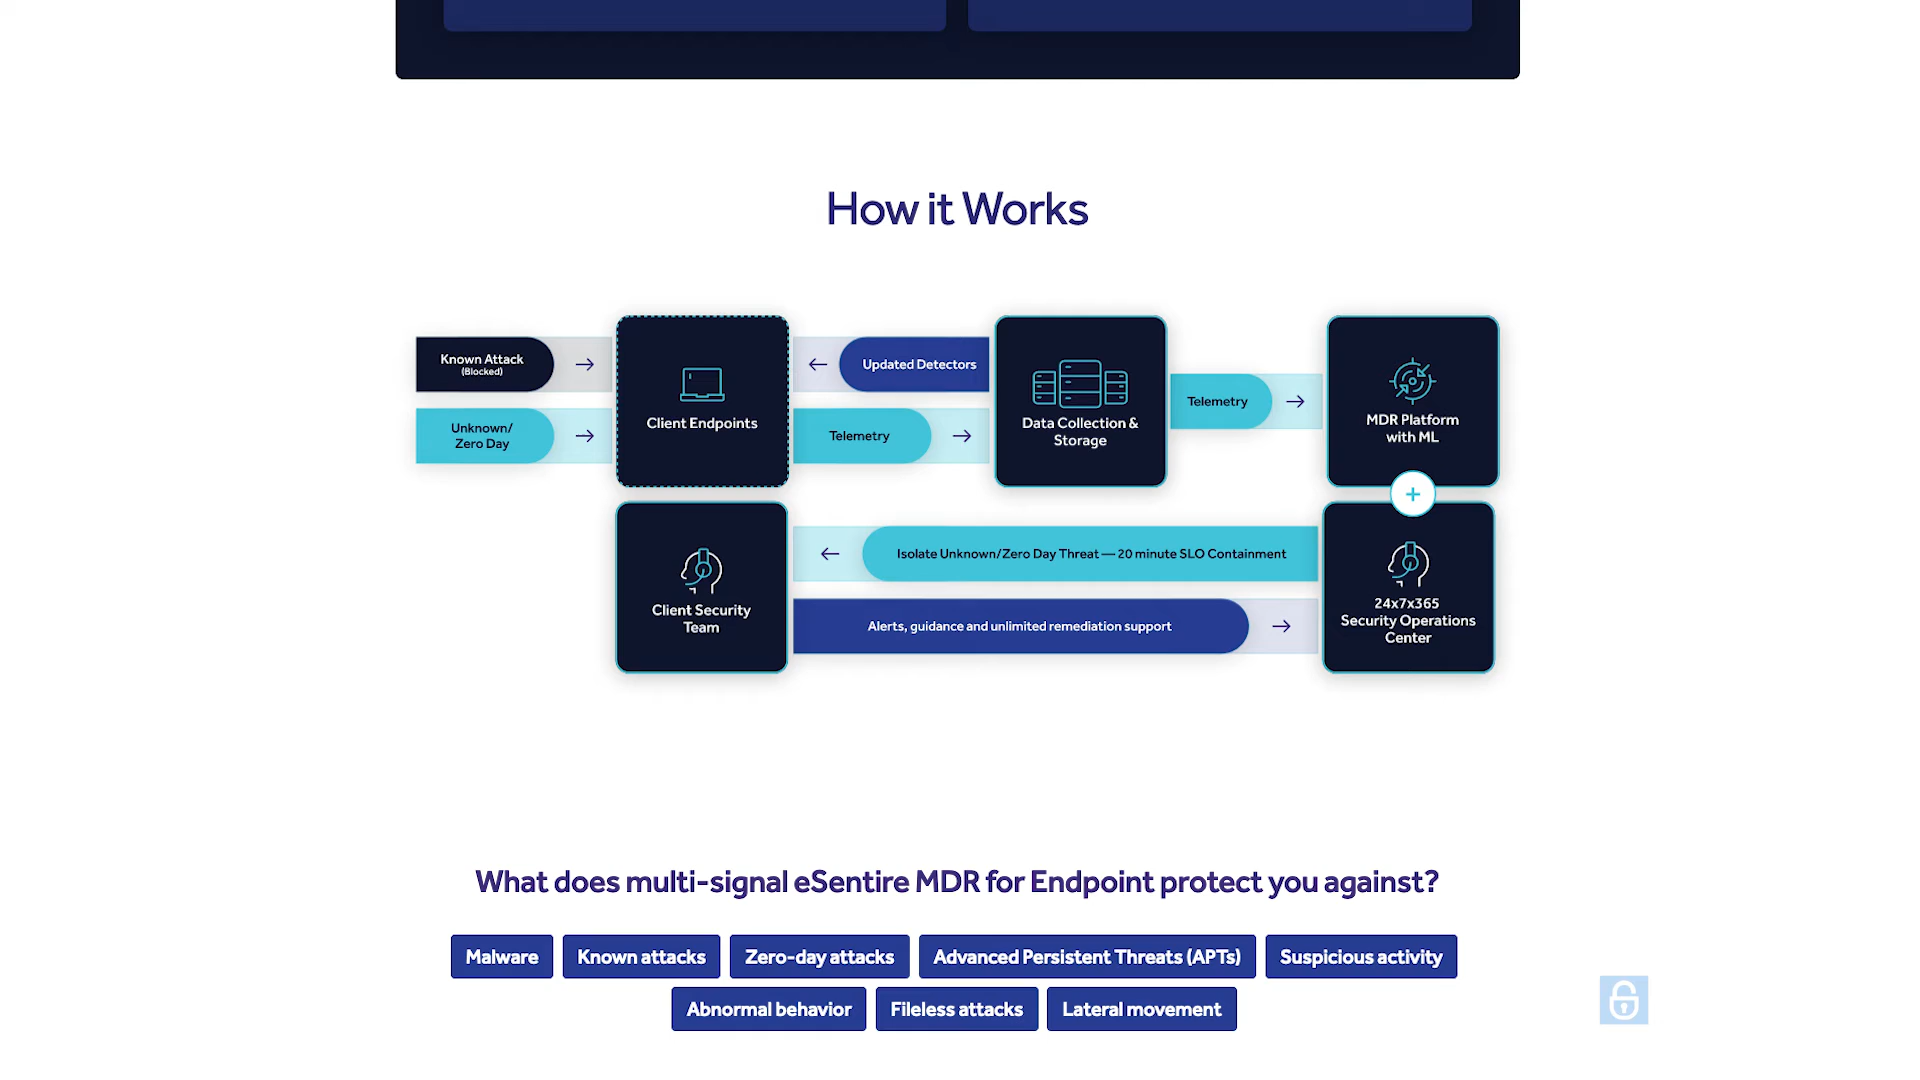 How it Works
Known Attack
(Blocked)
Unknown/
Zero Day
Client Endpoints
Updated Detectors
Telemetry
Data Collection &
Storage
Telemetry
MDR Platform
with ML
+
Client Security
Team
Isolate Unknown/Zero Day Threat — 20 minute SLO Containment
Alerts, guidance and unlimited remediation support
24x7x365
Security Operations
Center
What does multi-signal eSentire MDR for Endpoint protect you against?
Malware
Known attacks
Zero-day attacks
Advanced Persistent Threats (APTs)
Suspicious activity
Abnormal behavior
Fileless attacks
Lateral movement